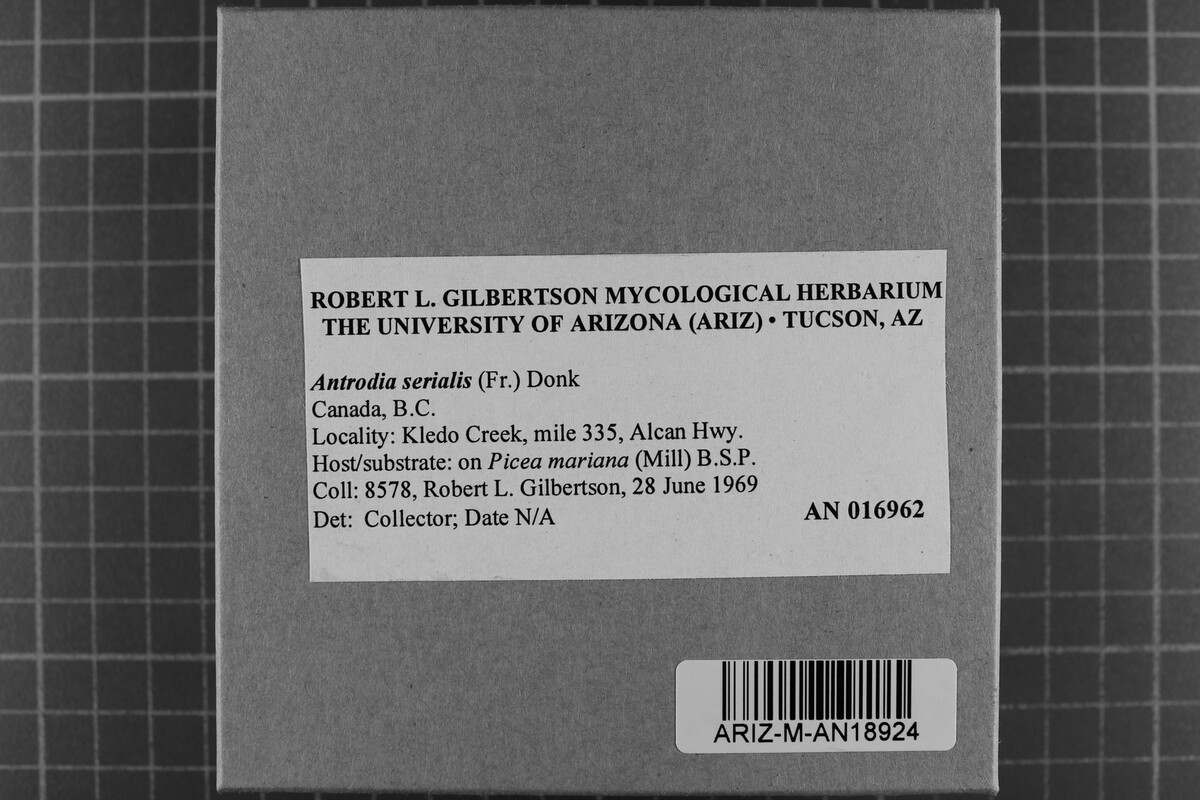 ROBERT L. GILBERTSON MYCOLOGICAL HERBARIUM
THE UNIVERSITY OF ARIZONA (ARIZ) • TUCSON, AZ
Antrodia serialis (Fr.) Donk
Canada, B.C.
Locality: Kledo Creek, mile 335, Alcan Hwy.
Host/substrate: on Picea mariana (Mill) B.S.P.
Coll: 8578, Robert L. Gilbertson, 28 June 1969
Det: Collector; Date N/A
AN 016962
ARIZ-M-AN18924